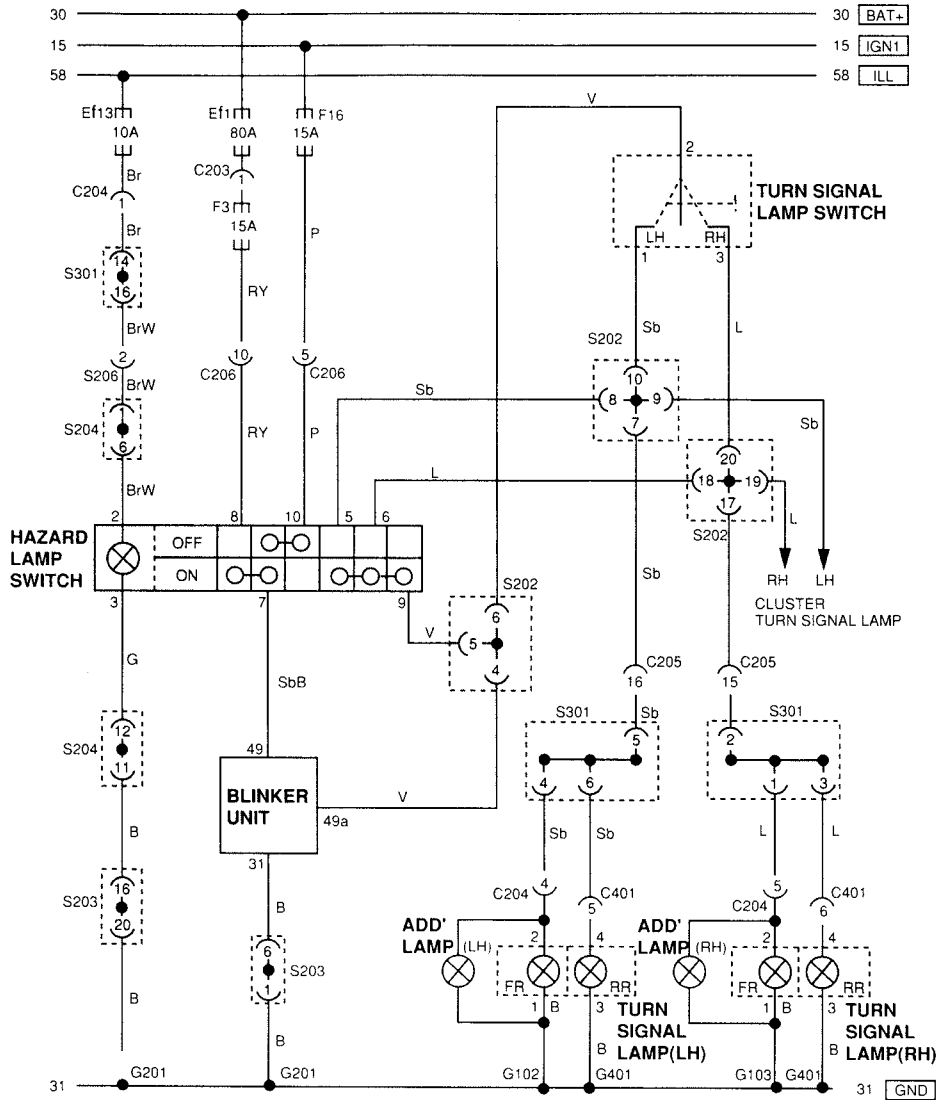 30 30 BAT+
15 15 IGN1
58 58 ILL
V
Ef13 Ef1 F16
10A 80A 15A
2
C203 1
Br
C204 1
F3
15A
TURN SIGNAL
LAMP SWITCH
Br P
LH RH
14 1 3
S301
16
RY
BrW
Sb L
S202
2 10 5
S206 C206 C206
10
BrW
Sb 8 9
1
7 Sb
S204
6
RY P
20
L 18 19
BrW
17
L
S202
2 8 10 5 6
HAZARD
LAMP
SWITCH
OFF
ON
S202
Sb
RH LH
CLUSTER
TURN SIGNAL LAMP
3 7 9
6
V 5
4
G
C205 C205
16 15
SbB
S301 Sb S301
5 2
12
S204
11
49
4 6 1 3
BLINKER
UNIT
V
49a
Sb Sb L L
B
31
16
S203
20
4 5
C204 C401 C204 C401
5 6
B
ADD'
LAMP (LH)
ADD'
LAMP (RH)
2 4 2 4
6
S203
1
FR RR FR RR
B
1 B 3 1 B 3
TURN
SIGNAL
LAMP(LH)
TURN
SIGNAL
LAMP(RH)
B B B
31 G201 G201 G102 G401 G103 G401 31 GND